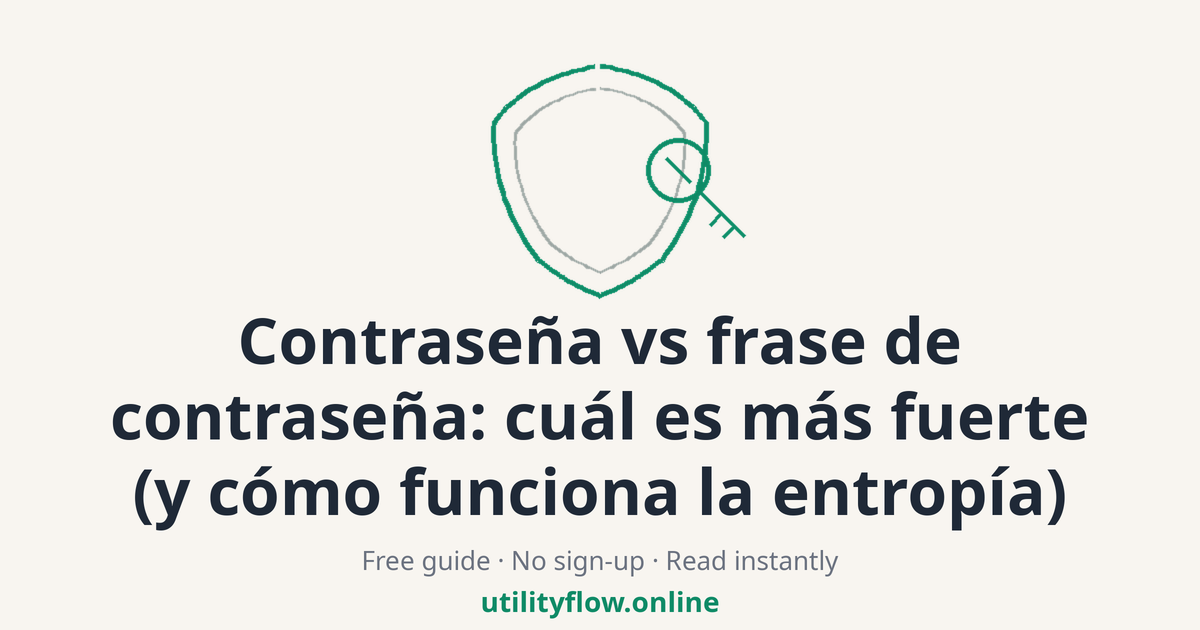 Contraseña vs frase de
contraseña: cuál es más fuerte
(y cómo funciona la entropía)
Free guide · No sign-up · Read instantly
utilityflow.online